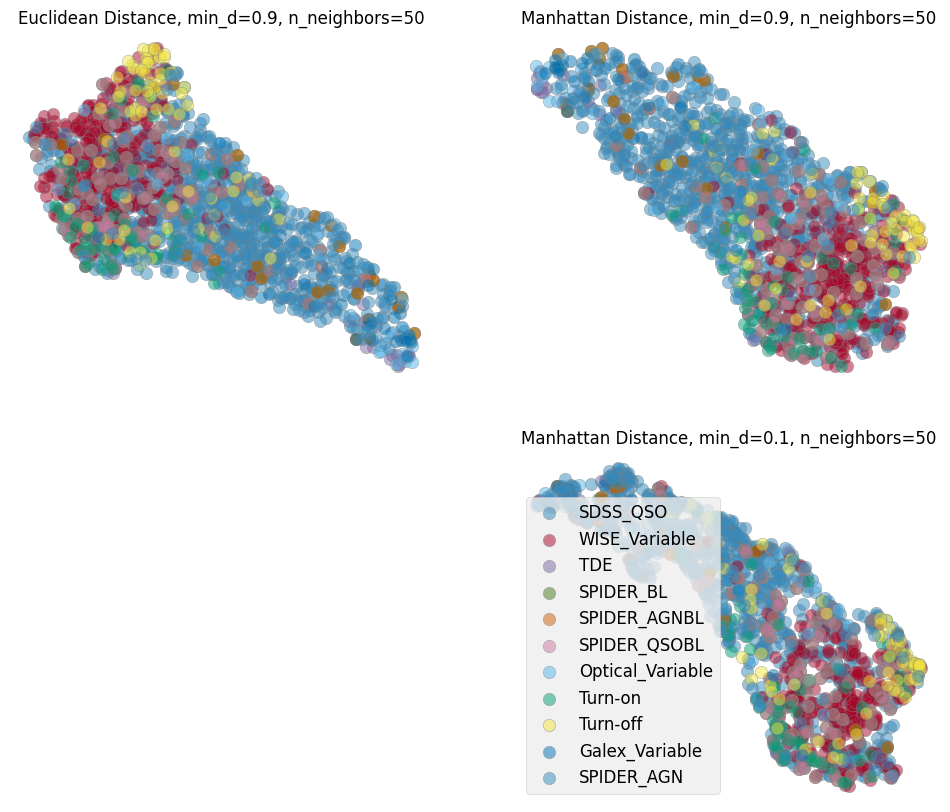 Euclidean Distance, min_d=0.9, n_neighbors=50
Manhattan Distance, min_d=0.9, n_neighbors=50
Manhattan Distance, min_d=0.1, n_neighbors=50
SDSS_QSO
WISE_Variable
TDE
SPIDER_BL
SPIDER_AGNBL
SPIDER_QSOBL
Optical_Variable
Turn-on
Turn-off
Galex_Variable
SPIDER_AGN